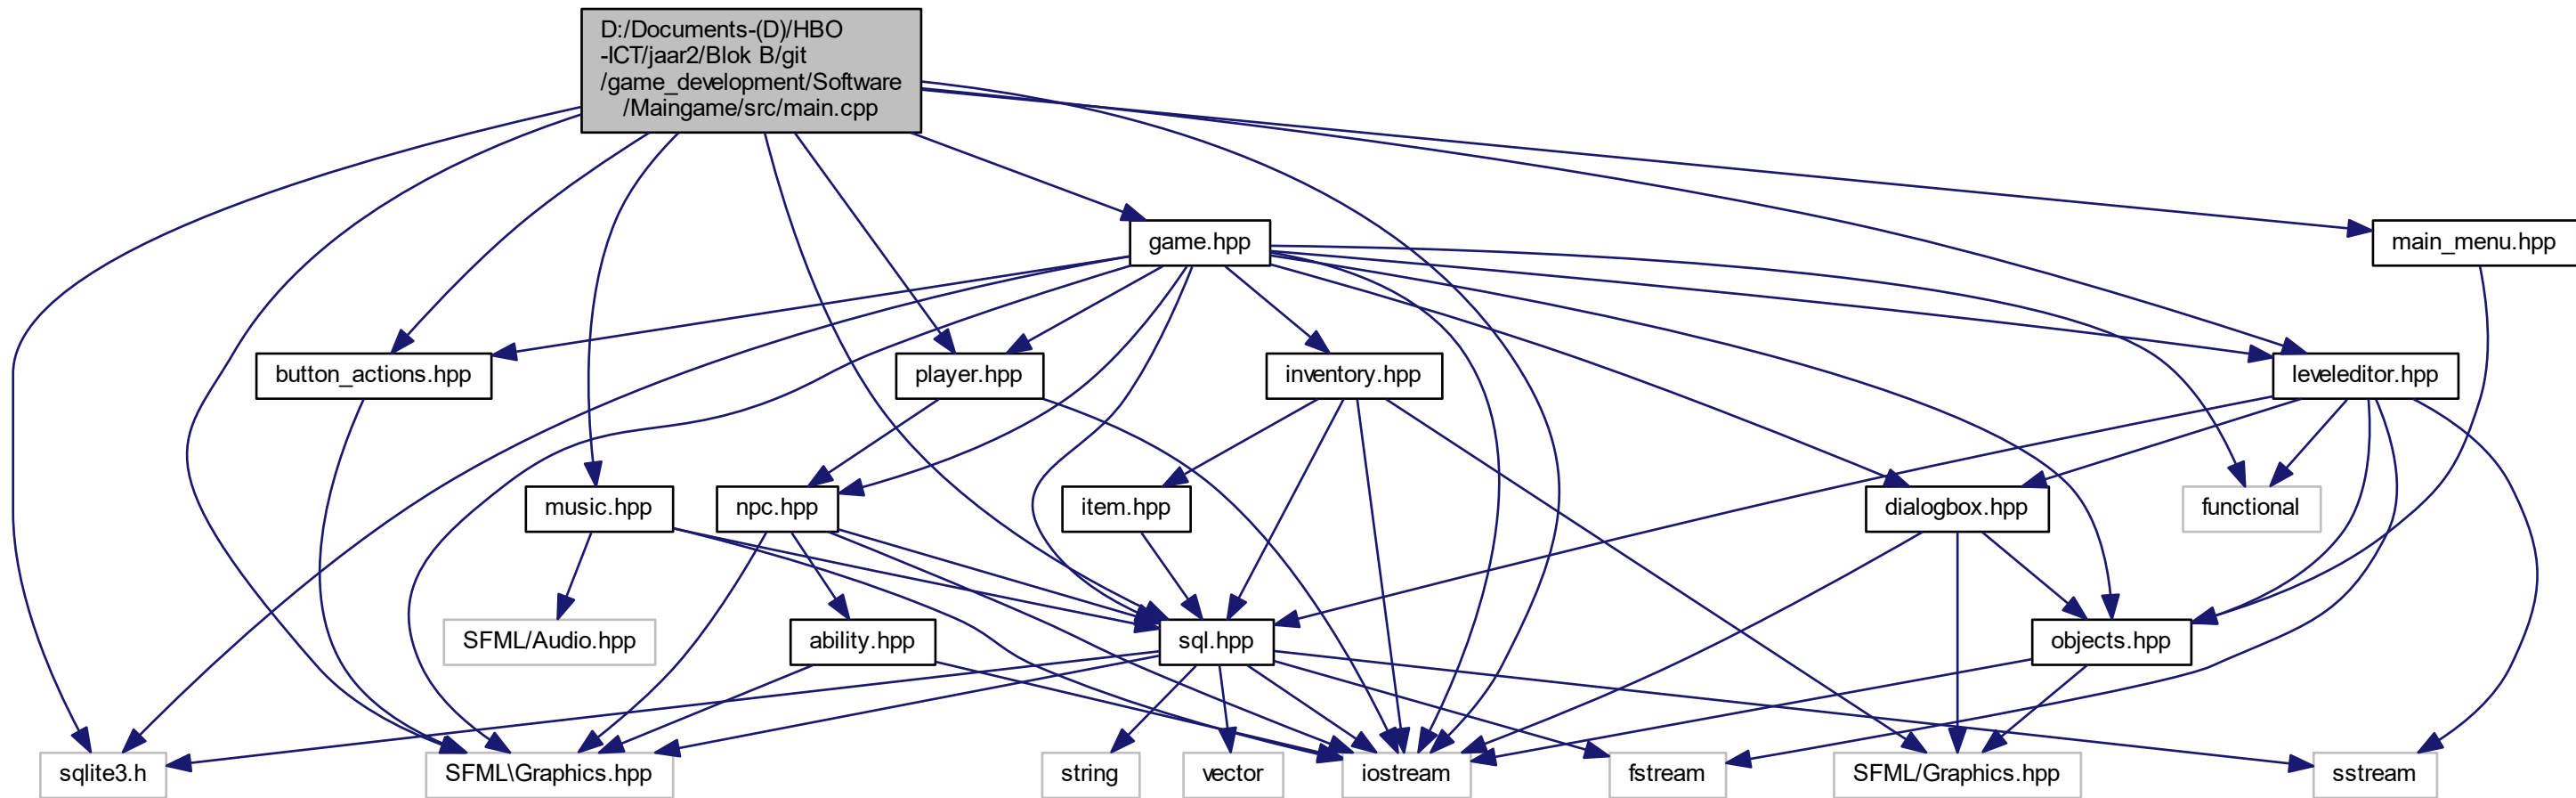 D:/Documents-(D)/HBO
-ICT/jaar2/Blok B/git
/game_development/Software
/Maingame/src/main.cpp
game.hpp
main_menu.hpp
button_actions.hpp
player.hpp
inventory.hpp
leveleditor.hpp
music.hpp
npc.hpp
item.hpp
dialogbox.hpp
functional
SFML/Audio.hpp
ability.hpp
sql.hpp
objects.hpp
sqlite3.h
SFML\Graphics.hpp
string
vector
iostream
fstream
SFML/Graphics.hpp
sstream